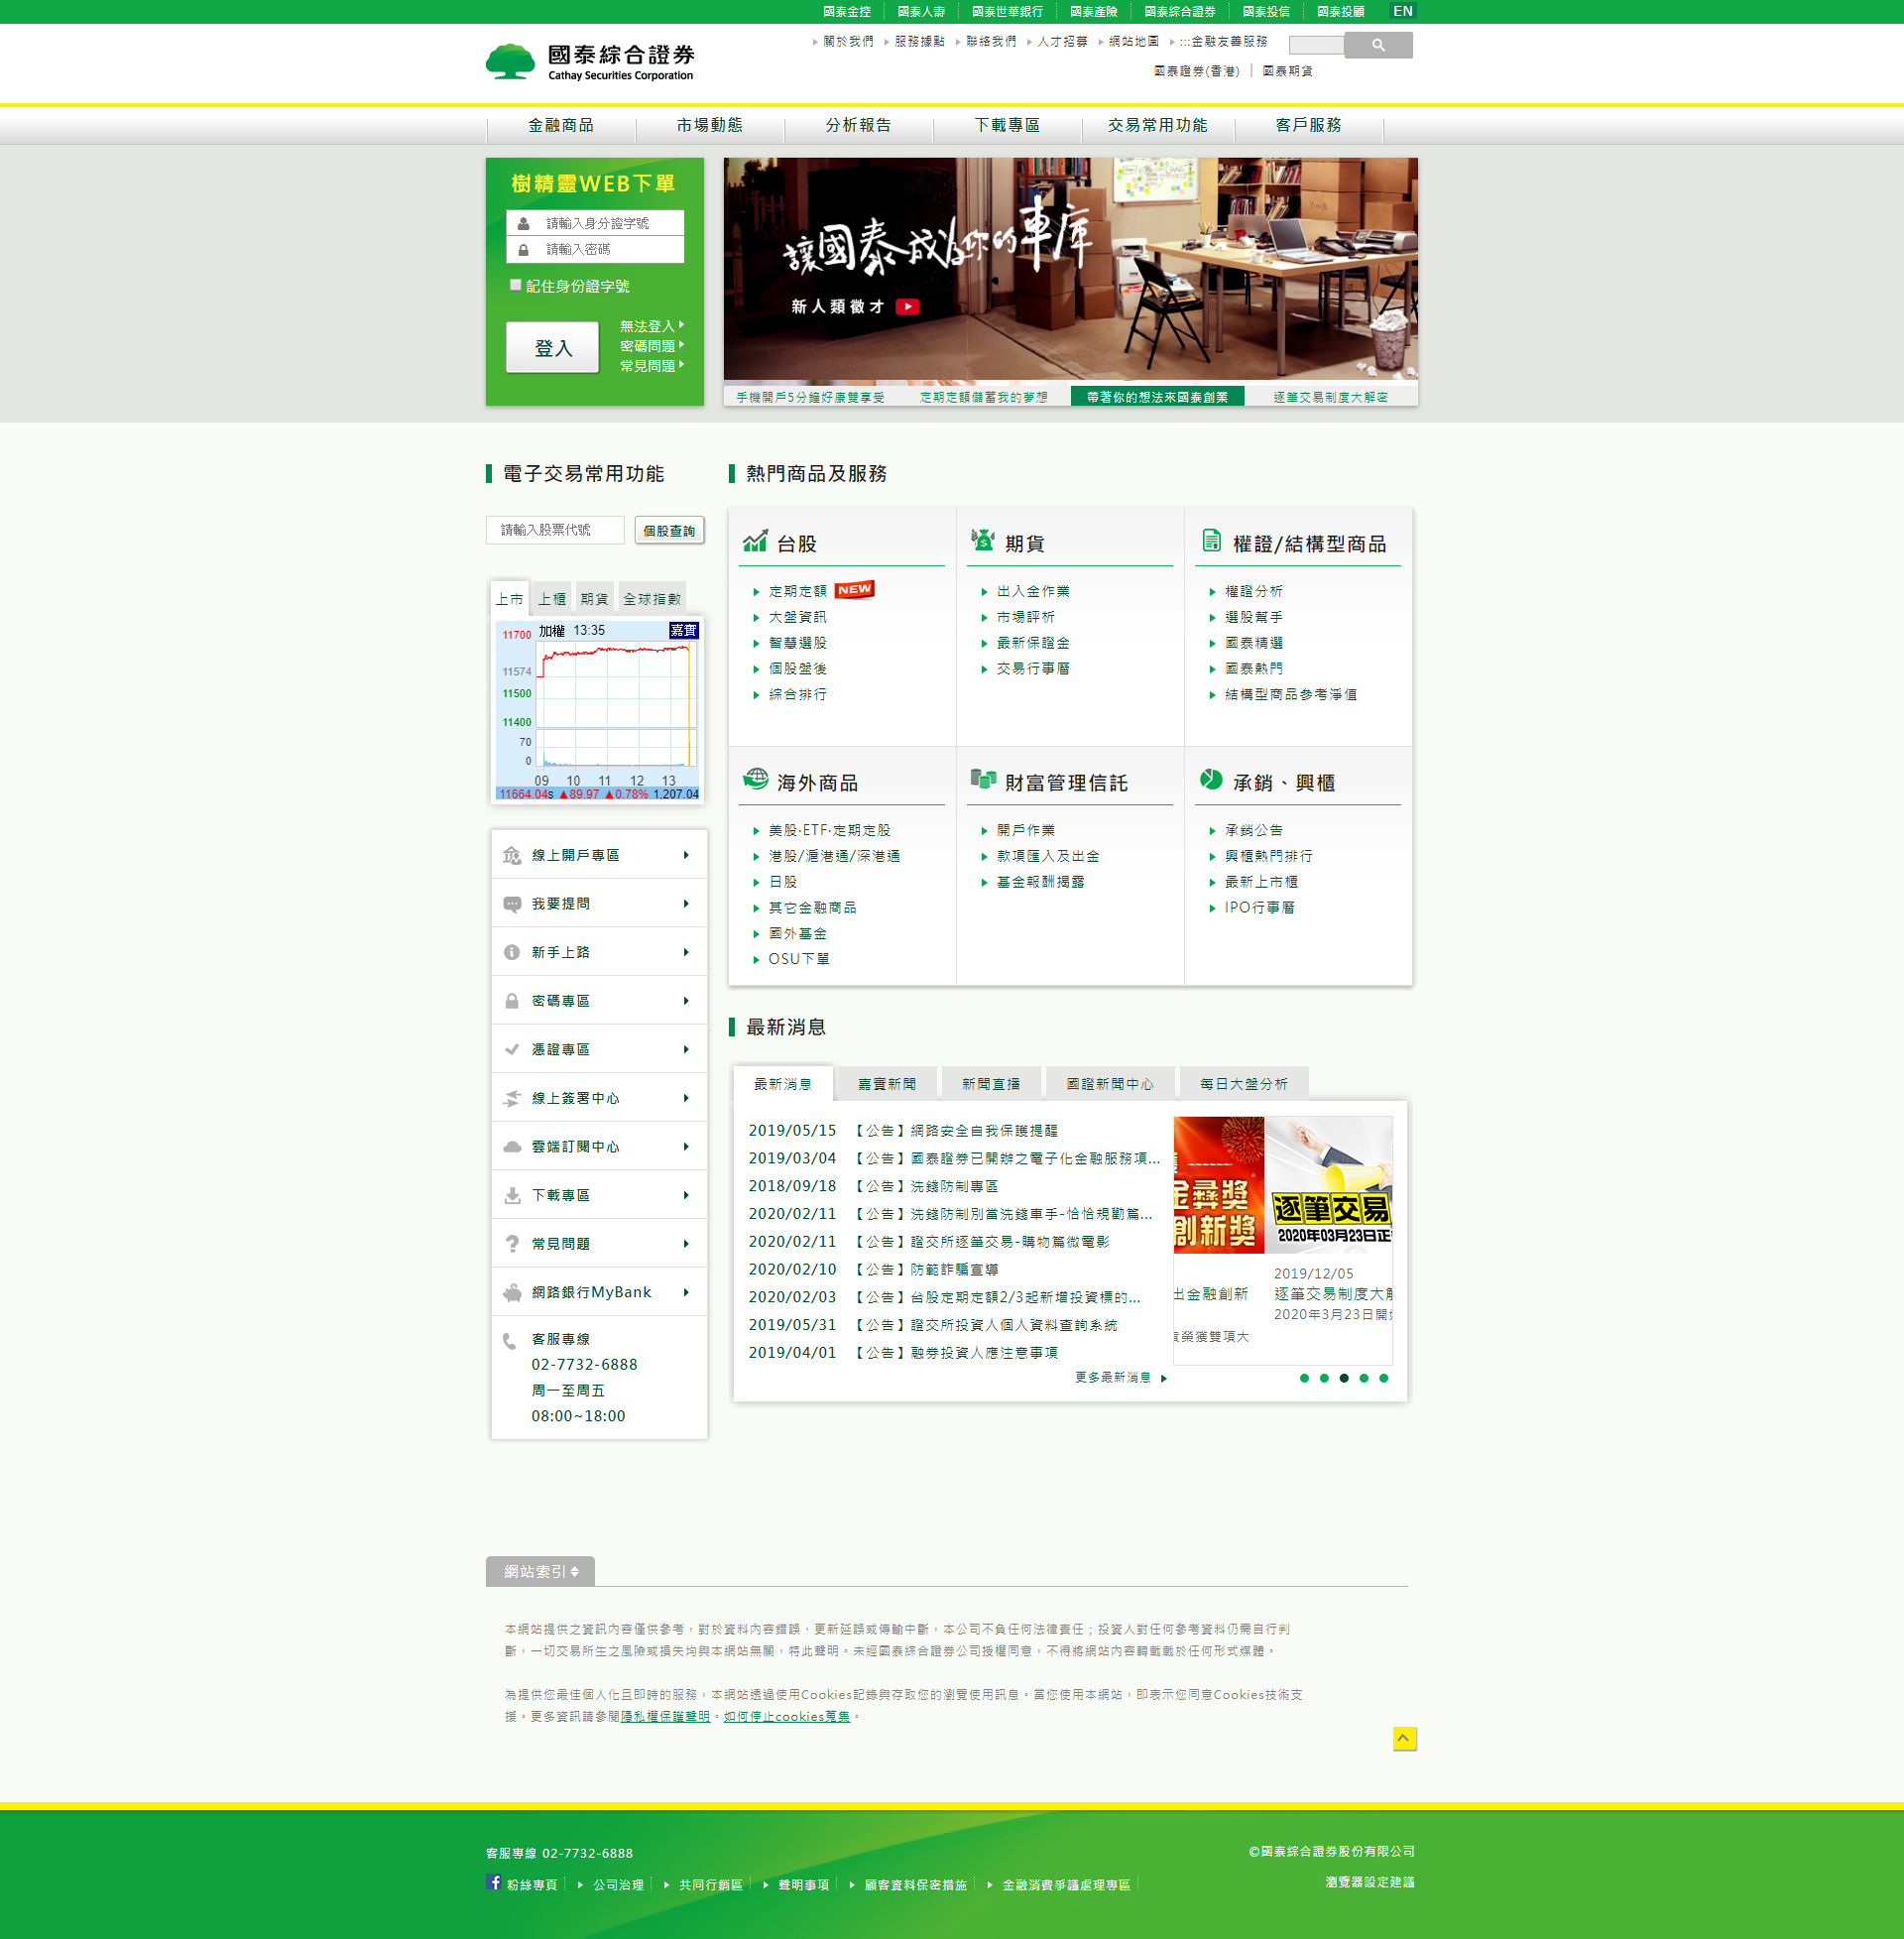 國泰金控
國泰人壽
國泰世華銀行
國泰產險
國泰綜合證券
國泰投信
國泰投顧
EN
國泰綜合證券
Cathay Securities Corporation
關於我們
服務據點
聯絡我們
人才招募
網站地圖
:::金融友善服務
國泰證券(香港)
國泰期貨
金融商品
市場動態
分析報告
下載專區
交易常用功能
客戶服務
樹精靈WEB下單
請輸入身分證字號
請輸入密碼
記住身份證字號
登入
無法登入
密碼問題
常見問題
讓國泰成為你的車庫
新人類徵才
手機開戶5分鐘好康雙享受
定期定額儲蓄我的夢想
帶著你的想法來國泰創業
逐筆交易制度大解密
電子交易常用功能
請輸入股票代號
個股查詢
上市
上櫃
期貨
全球指數
加權 13:35 嘉實
11700
11574
11500
11400
70
0
09 10 11 12 13
11664.04s ▲89.97 ▲0.78% 1,207.04
線上開戶專區
我要提問
新手上路
密碼專區
憑證專區
線上簽署中心
雲端訂閱中心
下載專區
常見問題
網路銀行MyBank
客服專線
02-7732-6888
周一至周五
08:00~18:00
熱門商品及服務
台股
定期定額 NEW
大盤資訊
智慧選股
個股盤後
綜合排行
期貨
出入金作業
市場評析
最新保證金
交易行事曆
權證/結構型商品
權證分析
選股幫手
國泰精選
國泰熱門
結構型商品參考淨值
海外商品
美股‧ETF‧定期定股
港股/滬港通/深港通
日股
其它金融商品
國外基金
OSU下單
財富管理信託
開戶作業
款項匯入及出金
基金報酬揭露
承銷、興櫃
承銷公告
興櫃熱門排行
最新上市櫃
IPO行事曆
最新消息
最新消息
嘉實新聞
新聞直播
國證新聞中心
每日大盤分析
2019/05/15 【公告】網路安全自我保護提醒
2019/03/04 【公告】國泰證券已開辦之電子化金融服務項...
2018/09/18 【公告】洗錢防制專區
2020/02/11 【公告】洗錢防制別當洗錢車手-恰恰規勸篇...
2020/02/11 【公告】證交所逐筆交易-購物篇微電影
2020/02/10 【公告】防範詐騙宣導
2020/02/03 【公告】台股定期定額2/3起新增投資標的...
2019/05/31 【公告】證交所投資人個人資料查詢系統
2019/04/01 【公告】融券投資人應注意事項
更多最新消息
金彝獎
創新獎
出金融創新
榮獲雙項大
逐筆交易
2020年03月23日正
2019/12/05
逐筆交易制度大解
2020年3月23日開始
網站索引
本網站提供之資訊內容僅供參考，對於資料內容錯誤、更新延誤或傳輸中斷，本公司不負任何法律責任；投資人對任何參考資料仍需自行判
斷，一切交易所生之風險或損失均與本網站無關，特此聲明。未經國泰綜合證券公司授權同意，不得將網站內容轉載載於任何形式媒體。
為提供您最佳個人化且即時的服務，本網站透過使用Cookies記錄與存取您的瀏覽使用訊息。當您使用本網站，即表示您同意Cookies技術支
援。更多資訊請參閱隱私權保護聲明。如何停止cookies蒐集。
客服專線 02-7732-6888
©國泰綜合證券股份有限公司
粉絲專頁
公司治理
共同行銷區
聲明事項
顧客資料保密措施
金融消費爭議處理專區
瀏覽器設定建議